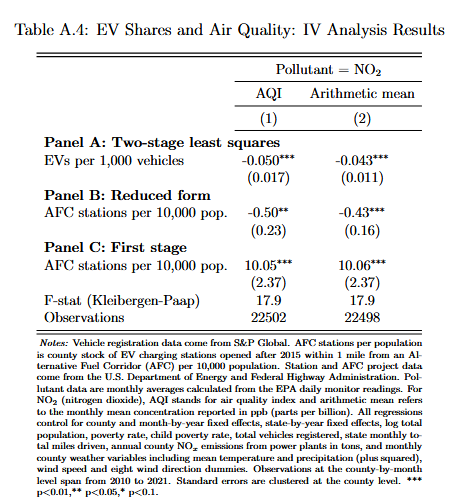 Table A.4: EV Shares and Air Quality: IV Analysis Results
Pollutant = NO₂
AQI Arithmetic mean
(1) (2)
Panel A: Two-stage least squares
EVs per 1,000 vehicles -0.050*** -0.043***
(0.017) (0.011)
Panel B: Reduced form
AFC stations per 10,000 pop. -0.50** -0.43***
(0.23) (0.16)
Panel C: First stage
AFC stations per 10,000 pop. 10.05*** 10.06***
(2.37) (2.37)
F-stat (Kleibergen-Paap) 17.9 17.9
Observations 22502 22498
Notes: Vehicle registration data come from S&P Global. AFC stations per population
is county stock of EV charging stations opened after 2015 within 1 mile from an Al-
ternative Fuel Corridor (AFC) per 10,000 population. Station and AFC project data
come from the U.S. Department of Energy and Federal Highway Administration. Pol-
lutant data are monthly averages calculated from the EPA daily monitor readings. For
NO₂ (nitrogen dioxide), AQI stands for air quality index and arithmetic mean refers
to the monthly mean concentration reported in ppb (parts per billion). All regressions
control for county and month-by-year fixed effects, state-by-year fixed effects, log total
population, poverty rate, child poverty rate, total vehicles registered, state monthly to-
tal miles driven, annual county NOₓ emissions from power plants in tons, and monthly
county weather variables including mean temperature and precipitation (plus squared),
wind speed and eight wind direction dummies. Observations at the county-by-month
level span from 2010 to 2021. Standard errors are clustered at the county level. ***
p<0.01,** p<0.05,* p<0.1.